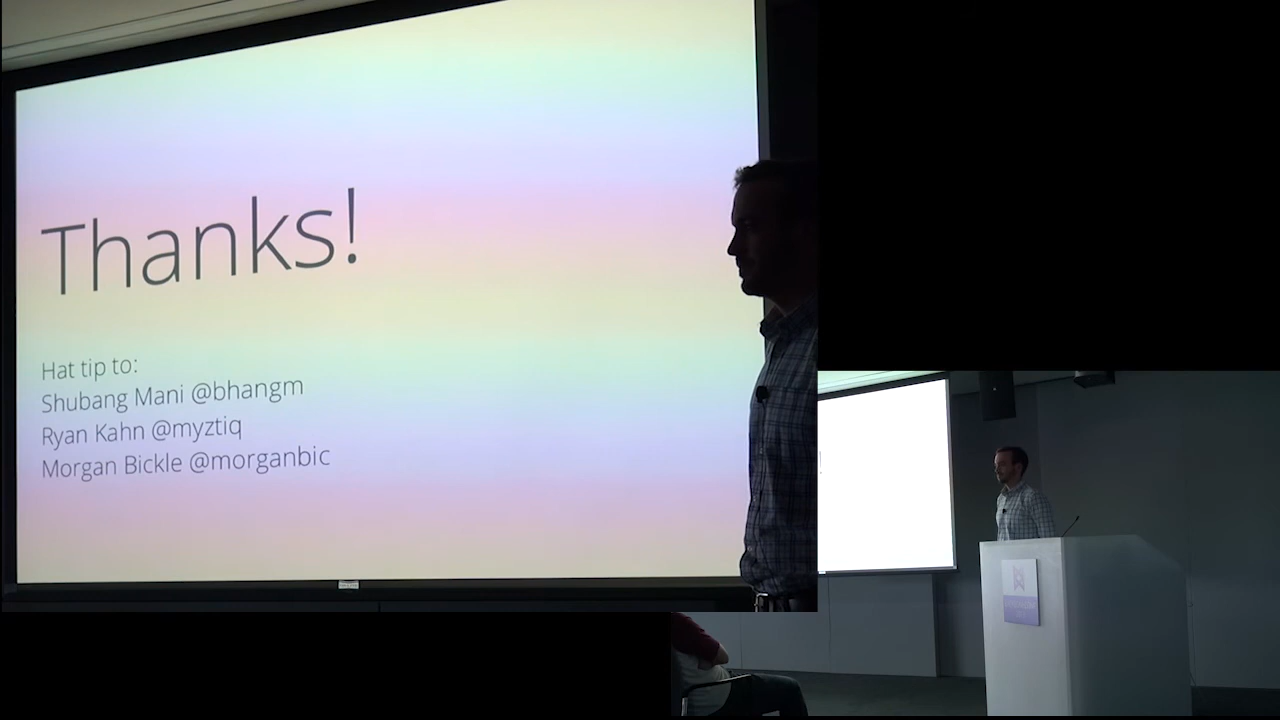 Thanks!
Hat tip to:
Shubang Mani @bhangm
Ryan Kahn @myztiq
Morgan Bickle @morganbic